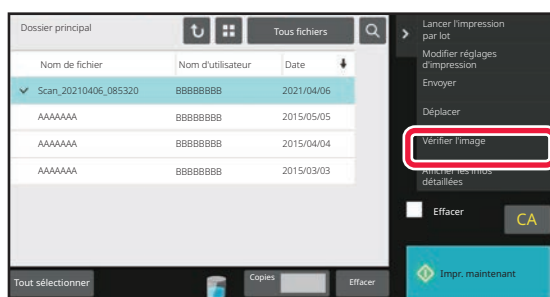 Dossier principal
Tous fichiers
Nom de fichier Nom d'utilisateur Date
Scan_20210406_085320 BBBBBBBB 2021/04/06
AAAAAAA BBBBBBBB 2015/05/05
AAAAAAA BBBBBBBB 2015/04/04
AAAAAAA BBBBBBBB 2015/03/03
Tout sélectionner
Copies
Effacer
Lancer l'impression
par lot
Modifier réglages
d'impression
Envoyer
Déplacer
Vérifier l'image
Afficher les infos
détaillées
Effacer
CA
Impr. maintenant